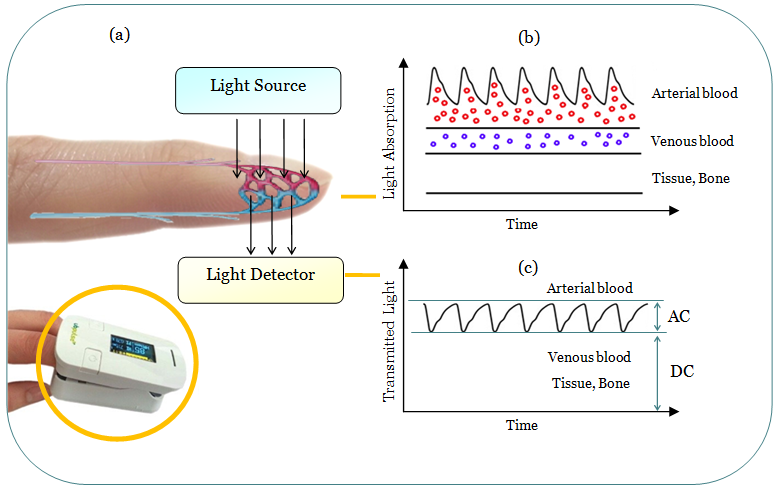 (a)
Light Source
Light Detector
(b)
Light Absorption
Arterial blood
Venous blood
Tissue, Bone
Time
(c)
Transmitted Light
Arterial blood
AC
Venous blood
Tissue, Bone
DC
Time